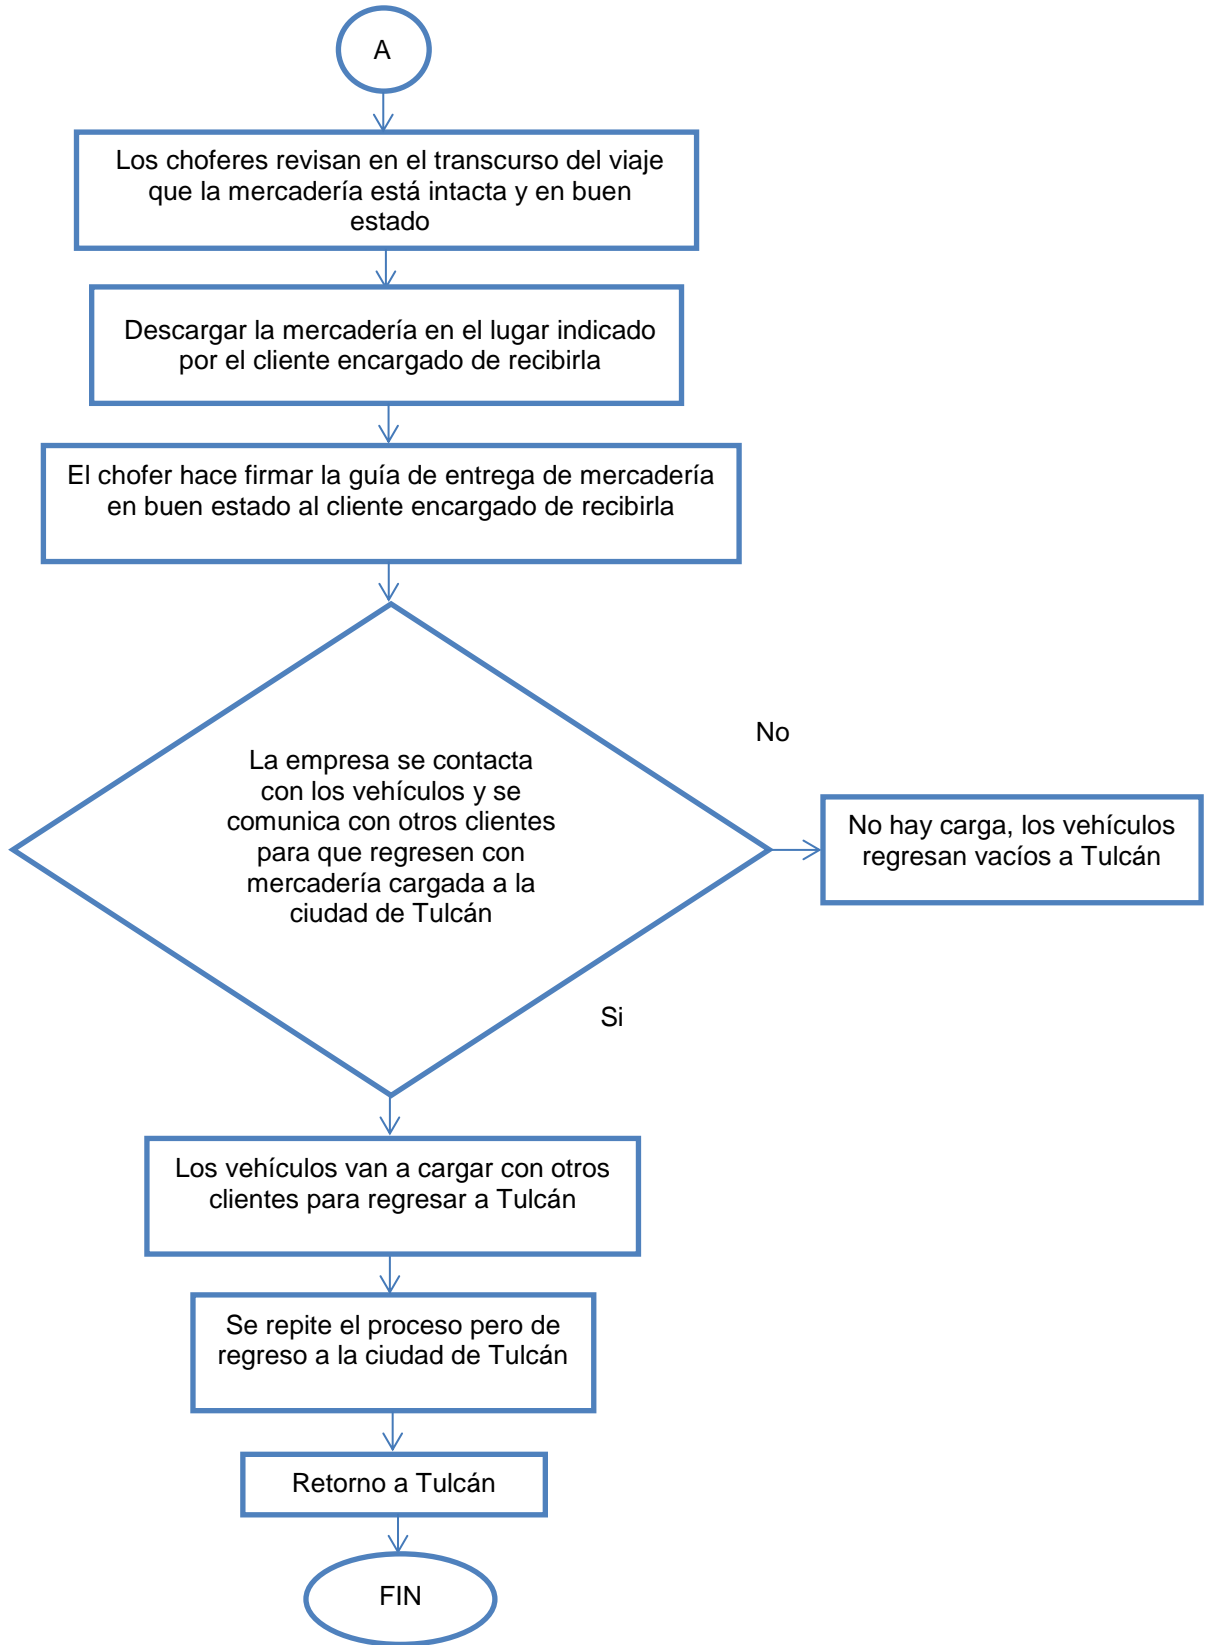 A
Los choferes revisan en el transcurso del viaje
que la mercadería está intacta y en buen
estado
Descargar la mercadería en el lugar indicado
por el cliente encargado de recibirla
El chofer hace firmar la guía de entrega de mercadería
en buen estado al cliente encargado de recibirla
La empresa se contacta
con los vehículos y se
comunica con otros clientes
para que regresen con
mercadería cargada a la
ciudad de Tulcán
No
No hay carga, los vehículos
regresan vacíos a Tulcán
Si
Los vehículos van a cargar con otros
clientes para regresar a Tulcán
Se repite el proceso pero de
regreso a la ciudad de Tulcán
Retorno a Tulcán
FIN